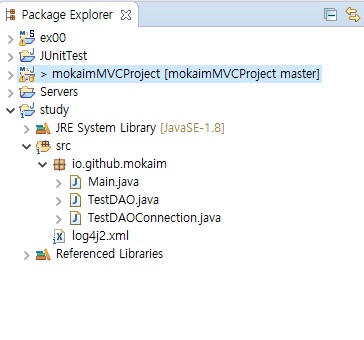 Package Explorer
ex00
JUnitTest
> mokaimMVCProject [mokaimMVCProject master]
Servers
study
JRE System Library [JavaSE-1.8]
src
io.github.mokaim
Main.java
TestDAO.java
TestDAOConnection.java
log4j2.xml
Referenced Libraries